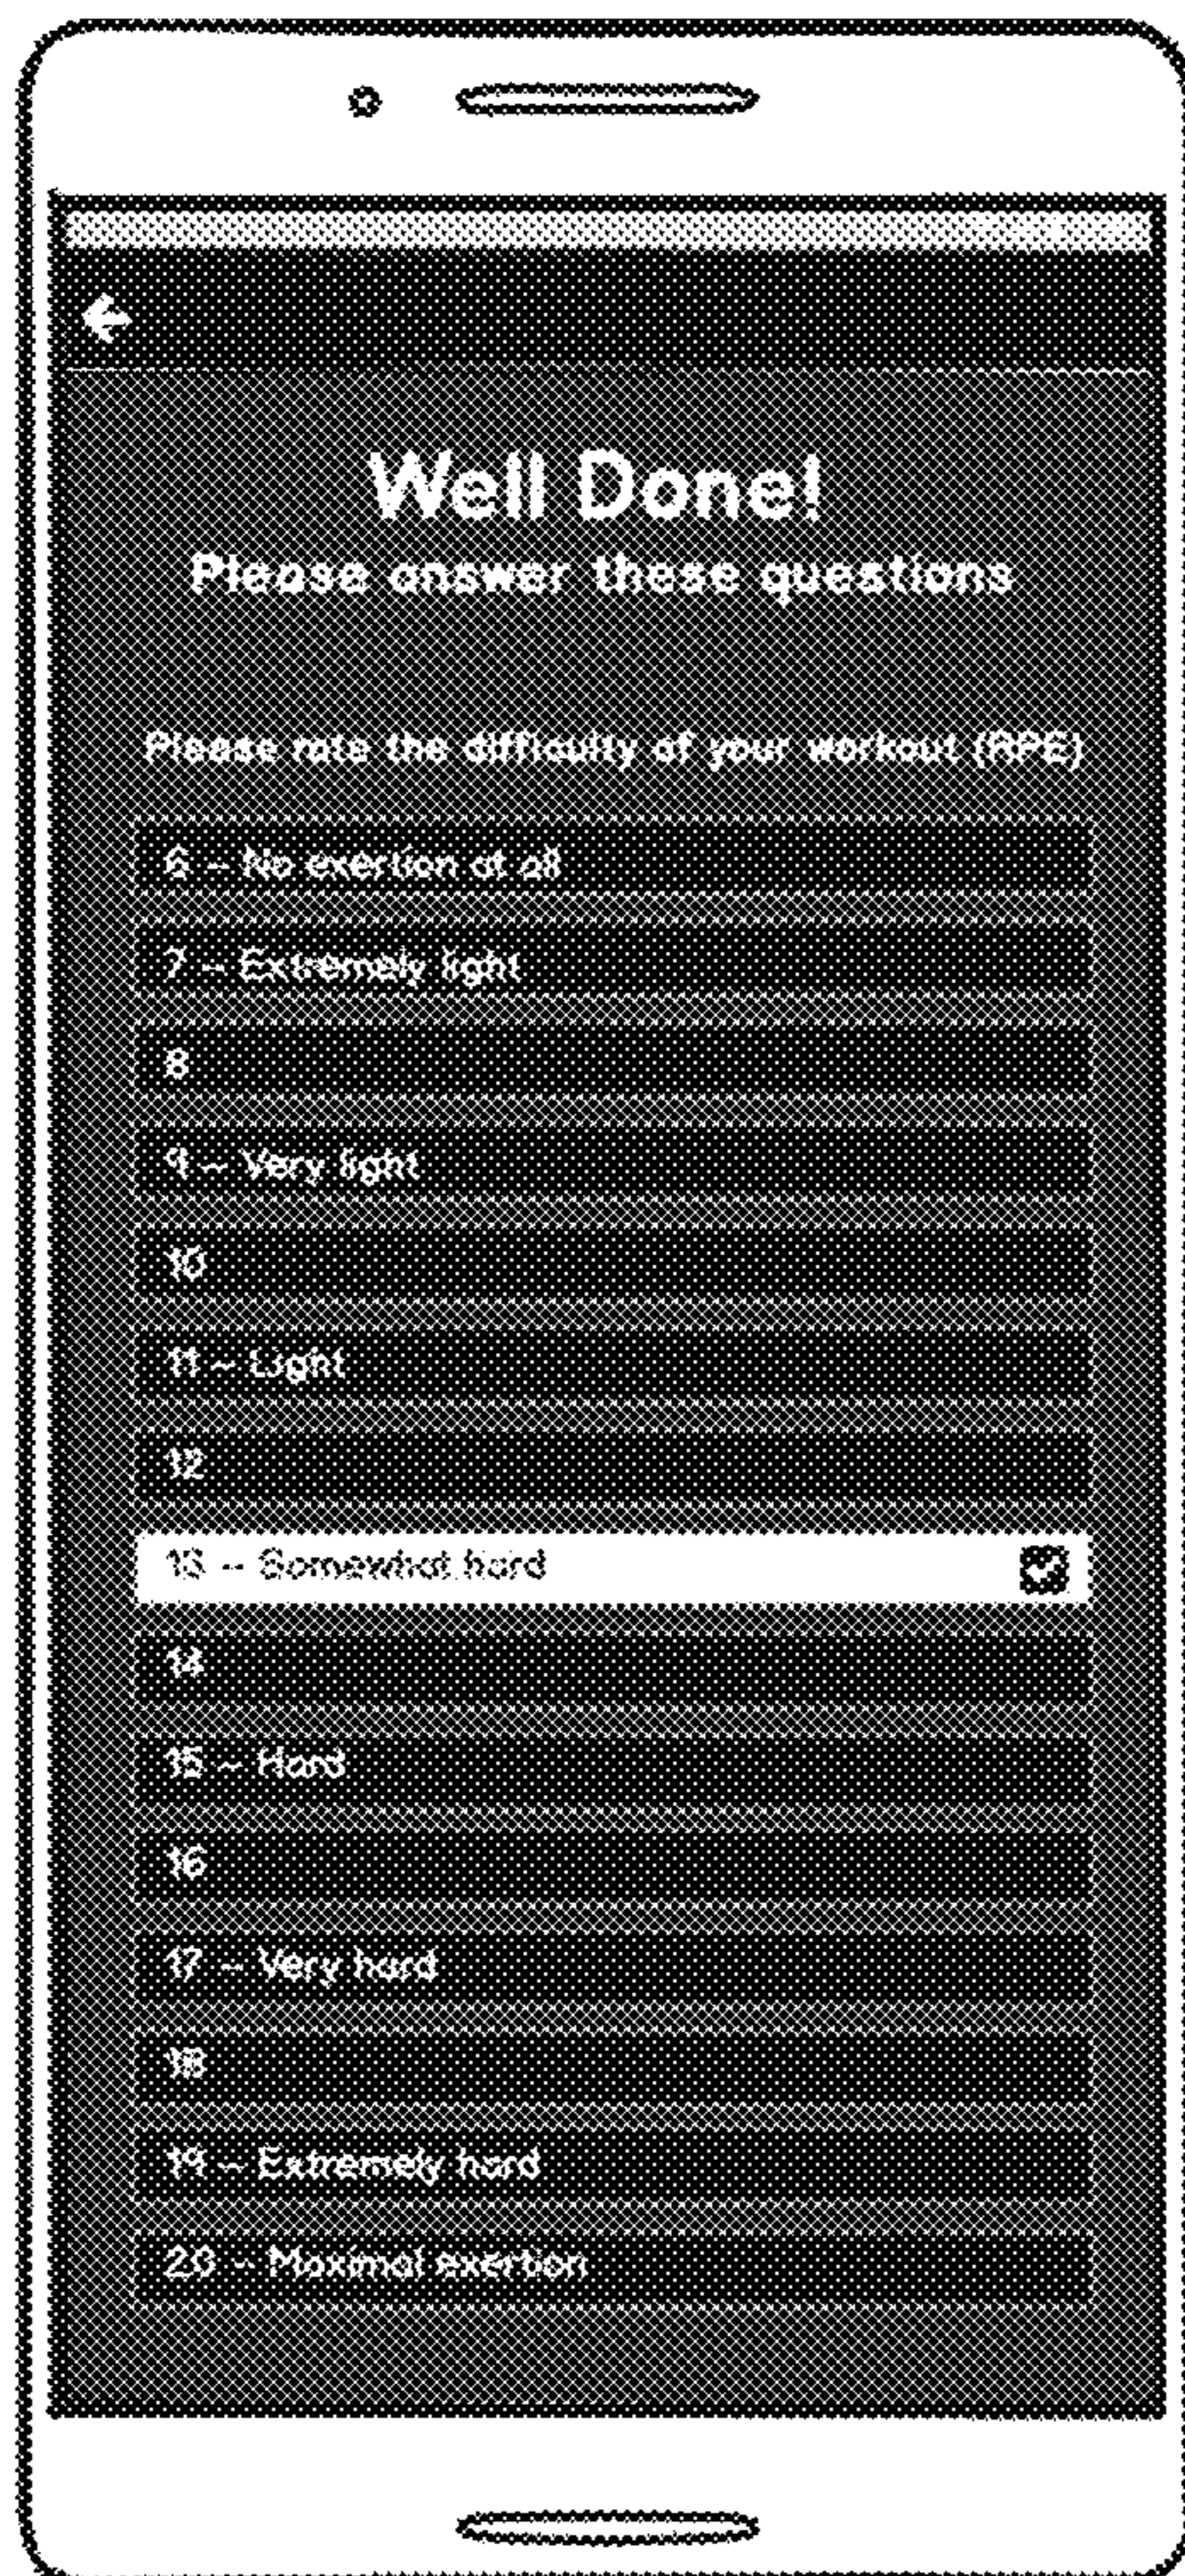 Well Done!
Please answer these questions
Please rate the difficulty of your workout (RPE)
6 – No exertion at all
7 – Extremely light
8
9 – Very light
10
11 – Light
12
13 – Somewhat hard
14
15 – Hard
16
17 – Very hard
18
19 – Extremely hard
20 – Maximal exertion